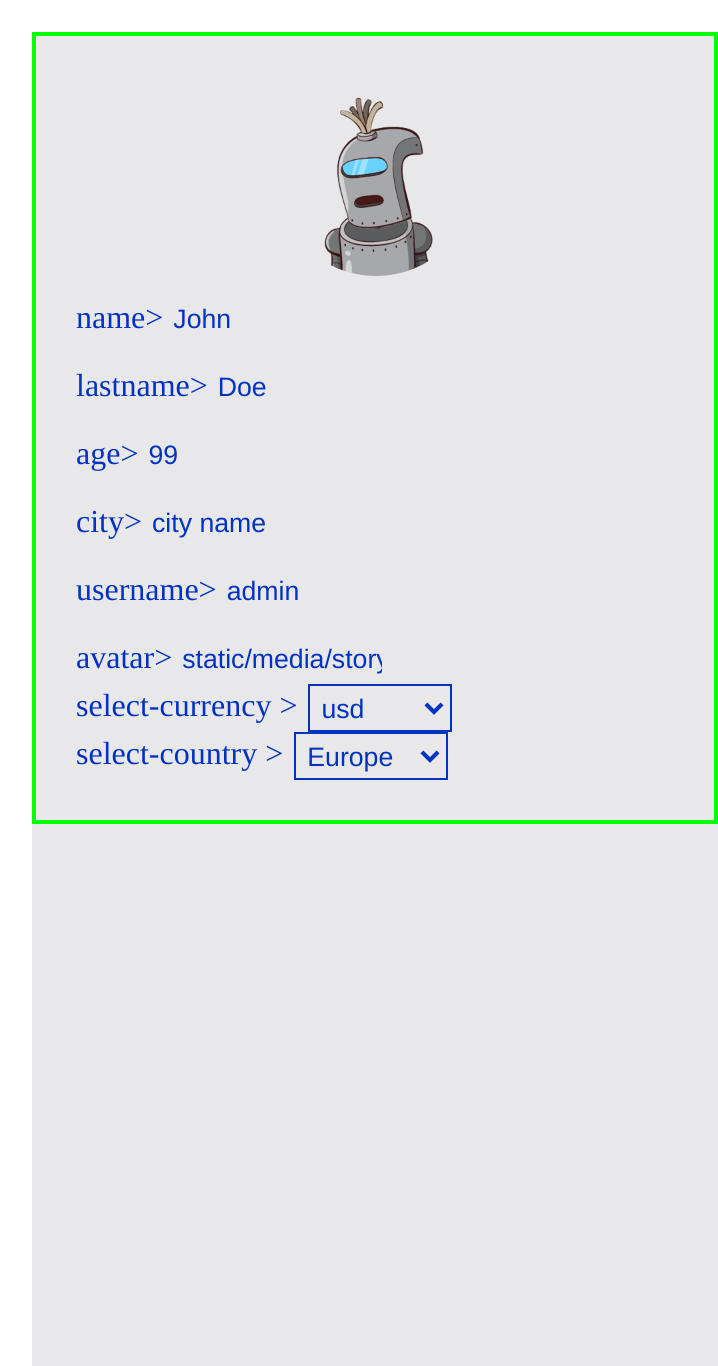 name> John
lastname> Doe
age> 99
city> city name
username> admin
avatar> static/media/story
select-currency > usd
select-country > Europe